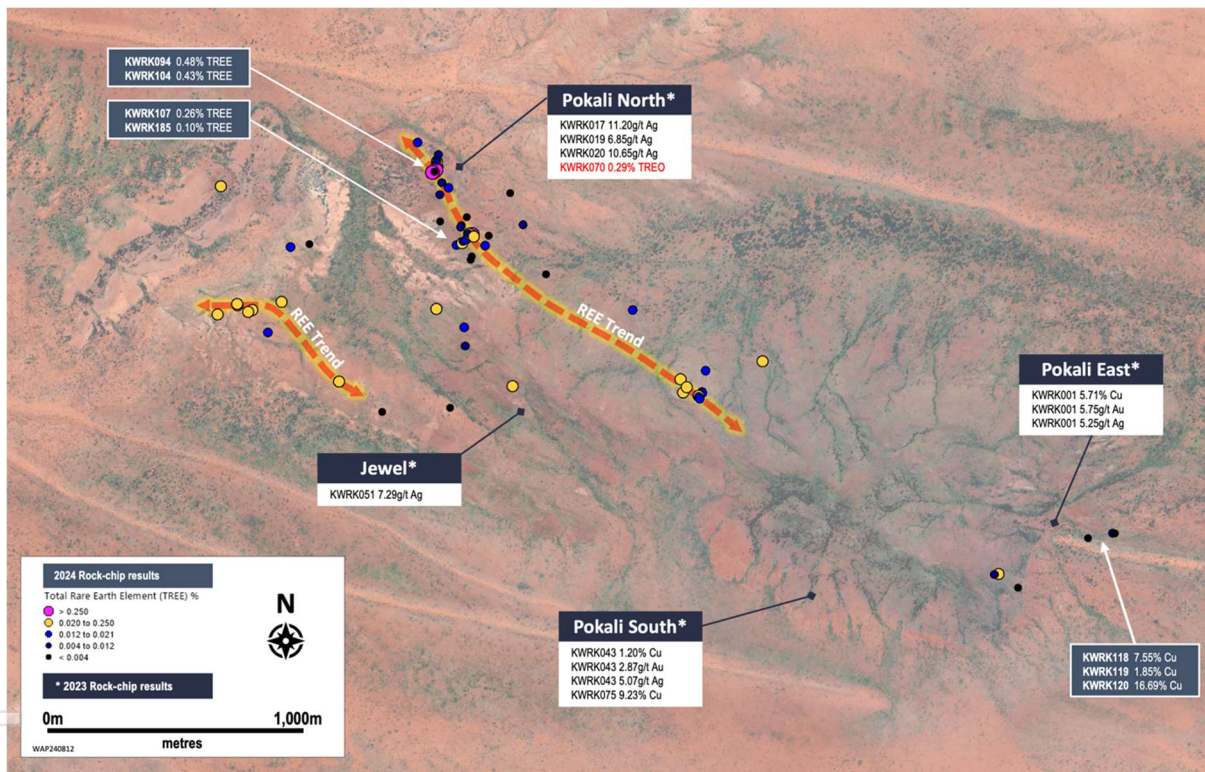 KWRK094 0.48% TREE
KWRK104 0.43% TREE
KWRK107 0.26% TREE
KWRK185 0.10% TREE
Pokali North*
KWRK017 11.20g/t Ag
KWRK019 6.85g/t Ag
KWRK020 10.65g/t Ag
KWRK070 0.29% TREO
REE Trend
REE Trend
Pokali East*
KWRK001 5.71% Cu
KWRK001 5.75g/t Au
KWRK001 5.25g/t Ag
Jewel*
KWRK051 7.29g/t Ag
Pokali South*
KWRK043 1.20% Cu
KWRK043 2.87g/t Au
KWRK043 5.07g/t Ag
KWRK075 9.23% Cu
KWRK118 7.55% Cu
KWRK119 1.85% Cu
KWRK120 16.69% Cu
2024 Rock-chip results
Total Rare Earth Element (TREE) %
> 0.250
0.020 to 0.250
0.012 to 0.021
0.004 to 0.012
< 0.004
N
* 2023 Rock-chip results
0m 1,000m
metres
WAP240812